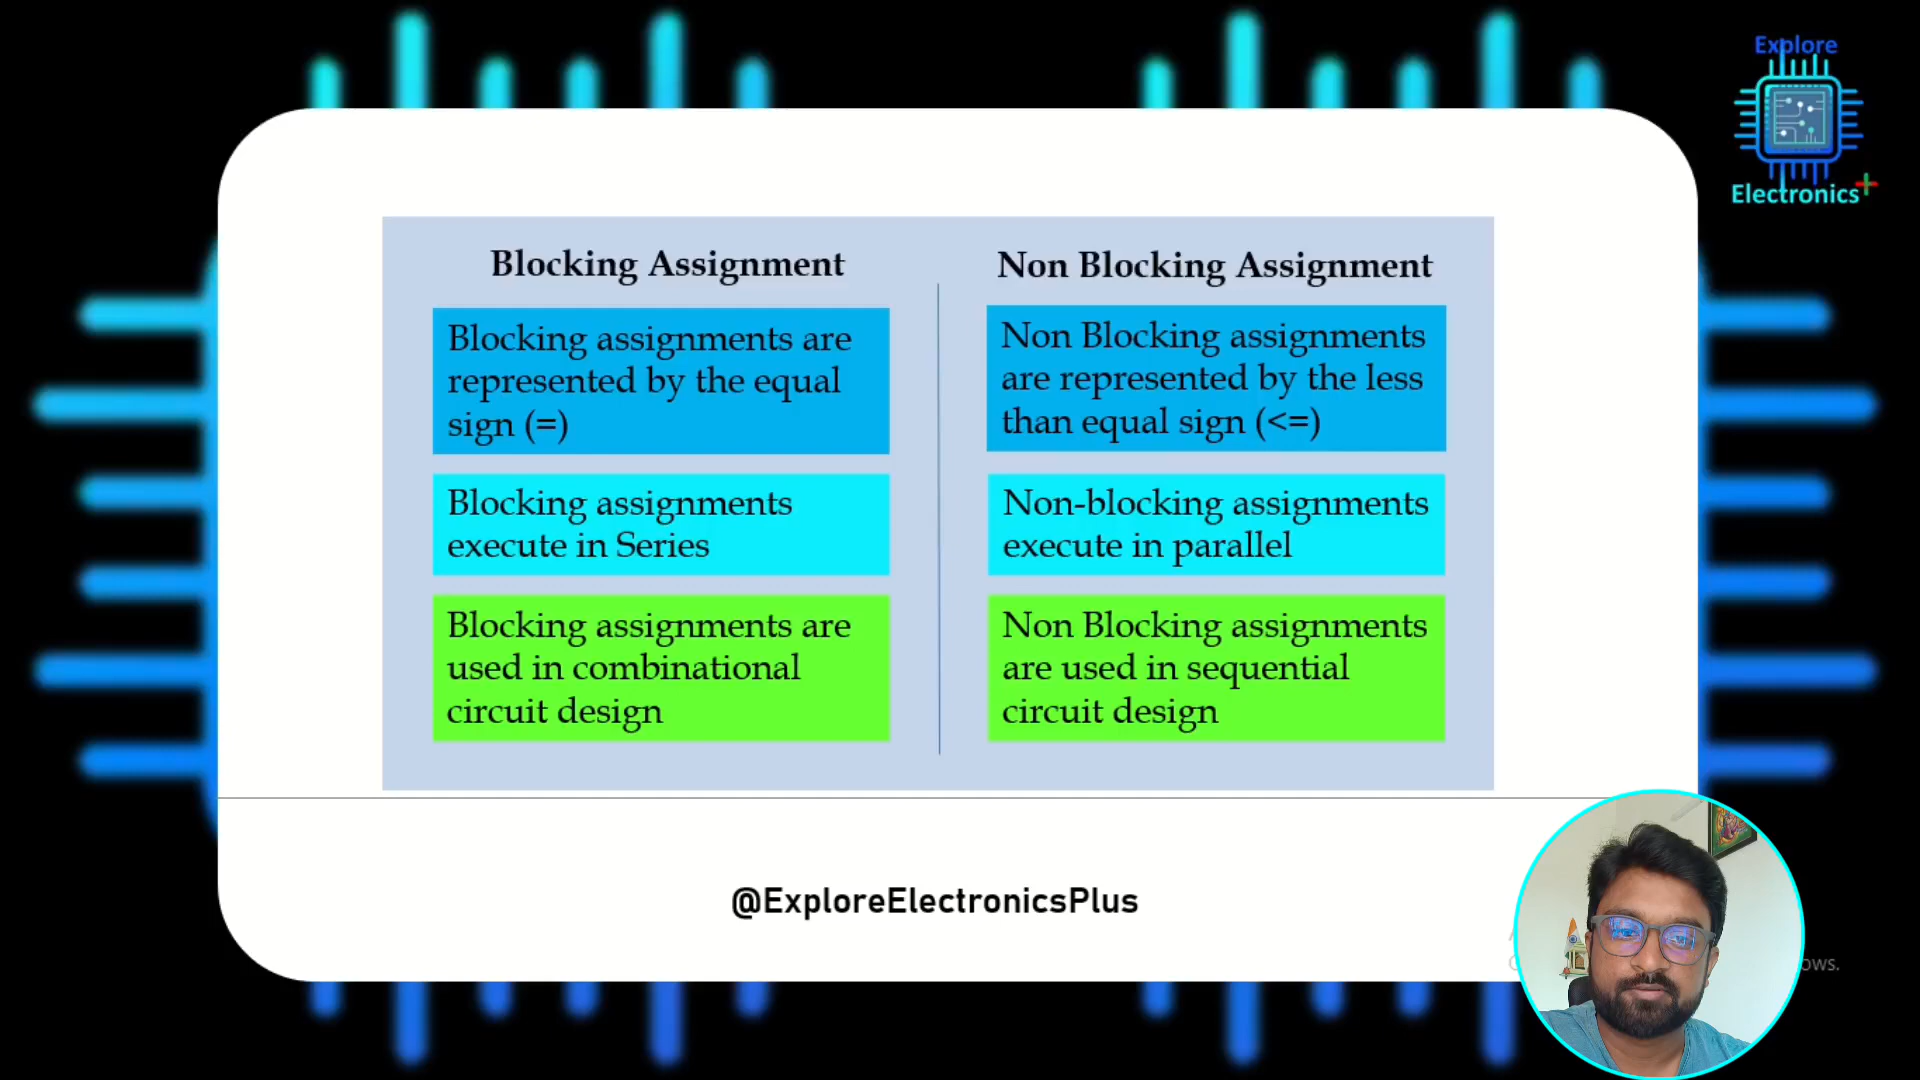 Explore
Electronics+
Blocking Assignment
Blocking assignments are
represented by the equal
sign (=)
Blocking assignments
execute in Series
Blocking assignments are
used in combinational
circuit design
Non Blocking Assignment
Non Blocking assignments
are represented by the less
than equal sign (<=)
Non-blocking assignments
execute in parallel
Non Blocking assignments
are used in sequential
circuit design
@ExploreElectronicsPlus